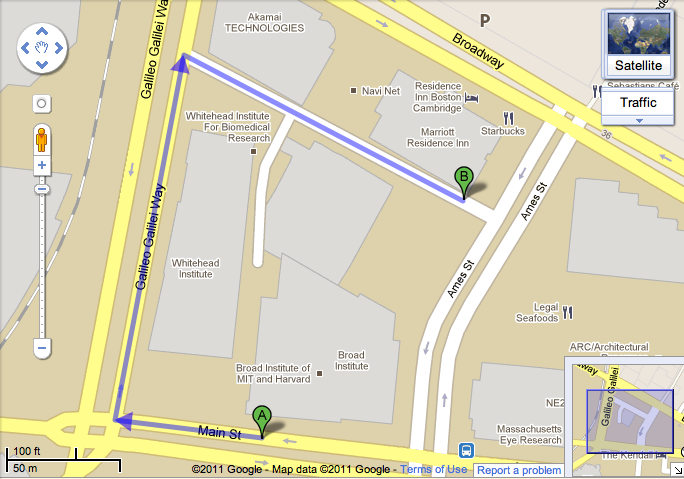 Akamai
TECHNOLOGIES
P
Broadway
Satellite
Traffic
Galileo Galilei Way
Navi Net
Residence
Inn Boston
Cambridge
Sebastians Café
Starbucks
Marriott
Residence Inn
36
Whitehead Institute
For Biomedical
Research
B
Ames St
Ames St
Galileo Galilei Way
Whitehead
Institute
Legal
Seafoods
ARC/Architectural
Broad Institute of
MIT and Harvard
Broad
Institute
A
Main St
NE2
Massachusetts
Eye Research
Galileo Galilei
The Kendall
100 ft
50 m
©2011 Google - Map data ©2011 Google - Terms of Use
Report a problem